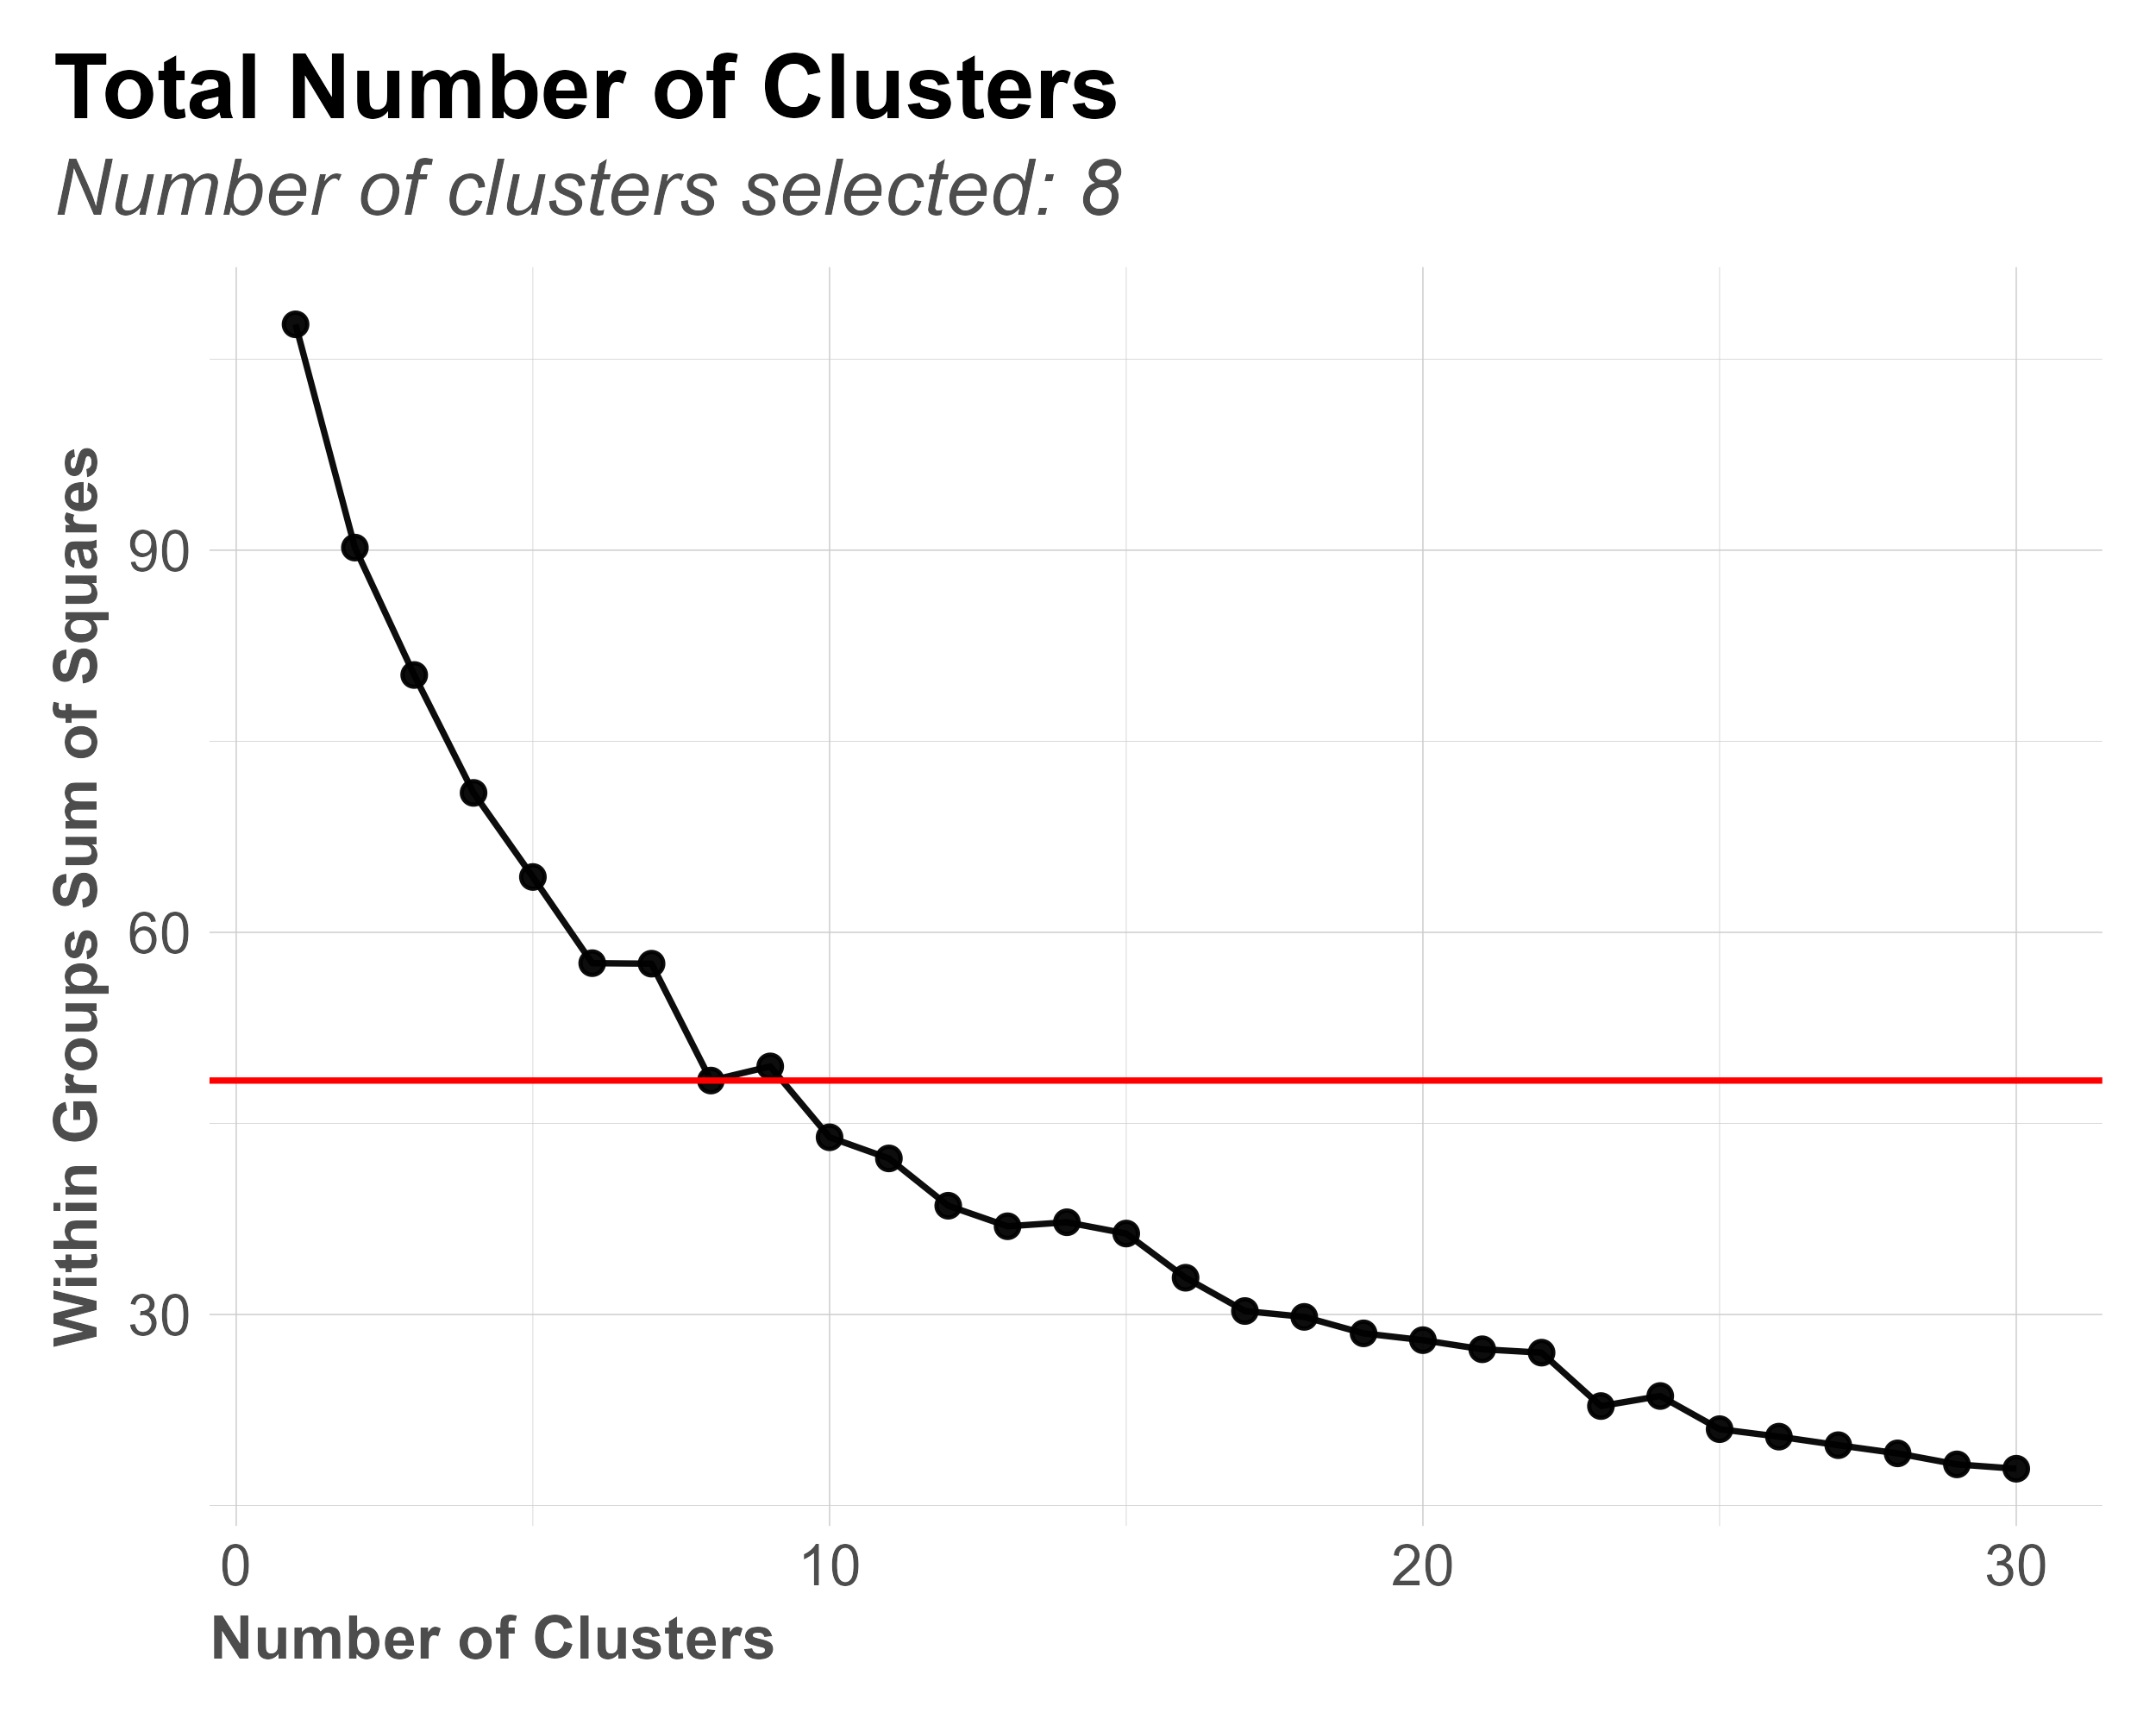 Total Number of Clusters
Number of clusters selected: 8
Within Groups Sum of Squares
90
60
30
0 10 20 30
Number of Clusters